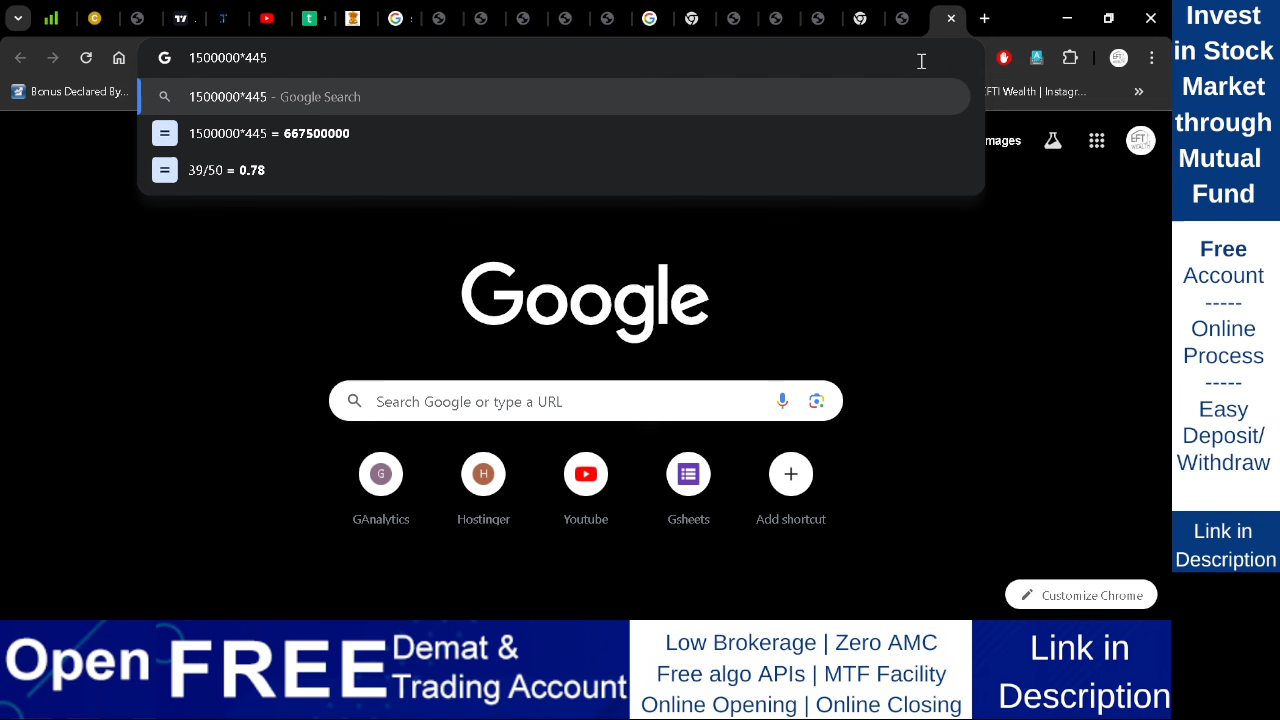 1500000*445
Bonus Declared By...
EFTI Wealth | Instagr...
»
1500000*445 - Google Search
1500000*445 = 667500000
39/50 = 0.78
mages
EFT
WEALTH
Google
Search Google or type a URL
G
H
GAnalytics
Hostinger
Youtube
Gsheets
Add shortcut
Customize Chrome
Invest
in Stock
Market
through
Mutual
Fund
Free
Account
-----
Online
Process
-----
Easy
Deposit/
Withdraw
Link in
Description
Open FREE Demat &
Trading Account
Low Brokerage | Zero AMC
Free algo APIs | MTF Facility
Online Opening | Online Closing
Link in
Description